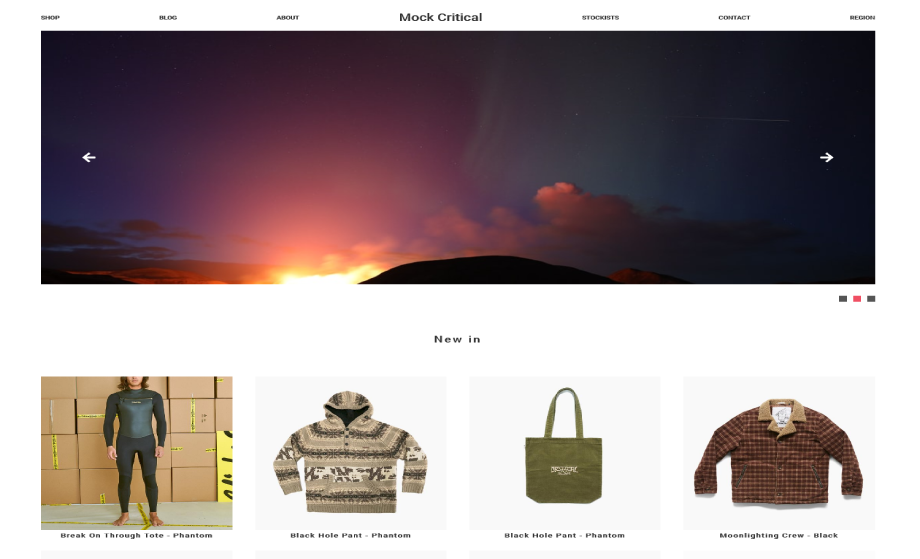 SHOP BLOG ABOUT Mock Critical STOCKISTS CONTACT REGION
New in
Break On Through Tote - Phantom
Black Hole Pant - Phantom
Black Hole Pant - Phantom
Moonlighting Crew - Black